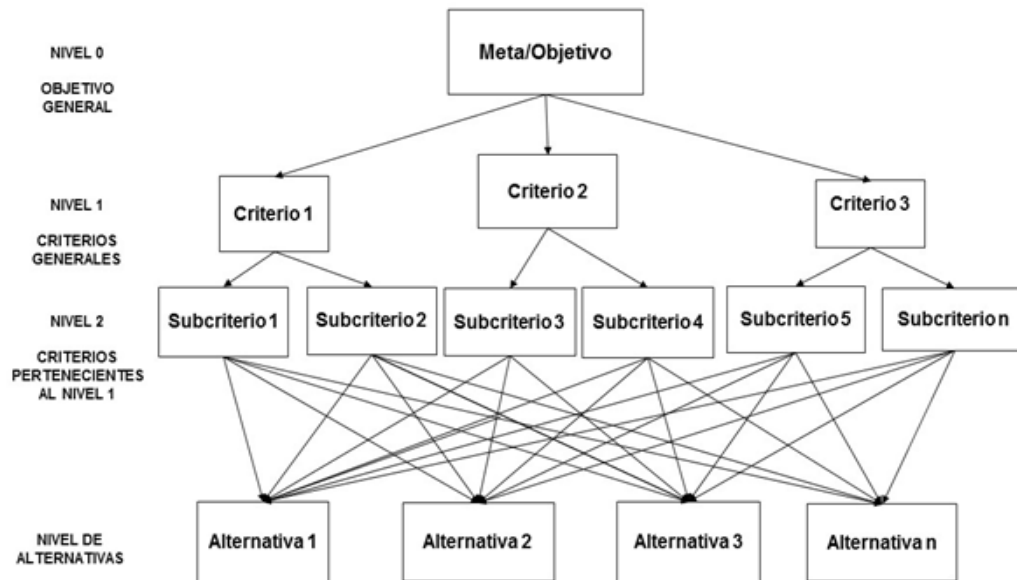 NIVEL 0
OBJETIVO
GENERAL
Meta/Objetivo
NIVEL 1
CRITERIOS
GENERALES
Criterio 1
Criterio 2
Criterio 3
NIVEL 2
CRITERIOS
PERTENECIENTES
AL NIVEL 1
Subcriterio 1
Subcriterio 2
Subcriterio 3
Subcriterio 4
Subcriterio 5
Subcriterio n
NIVEL DE
ALTERNATIVAS
Alternativa 1
Alternativa 2
Alternativa 3
Alternativa n